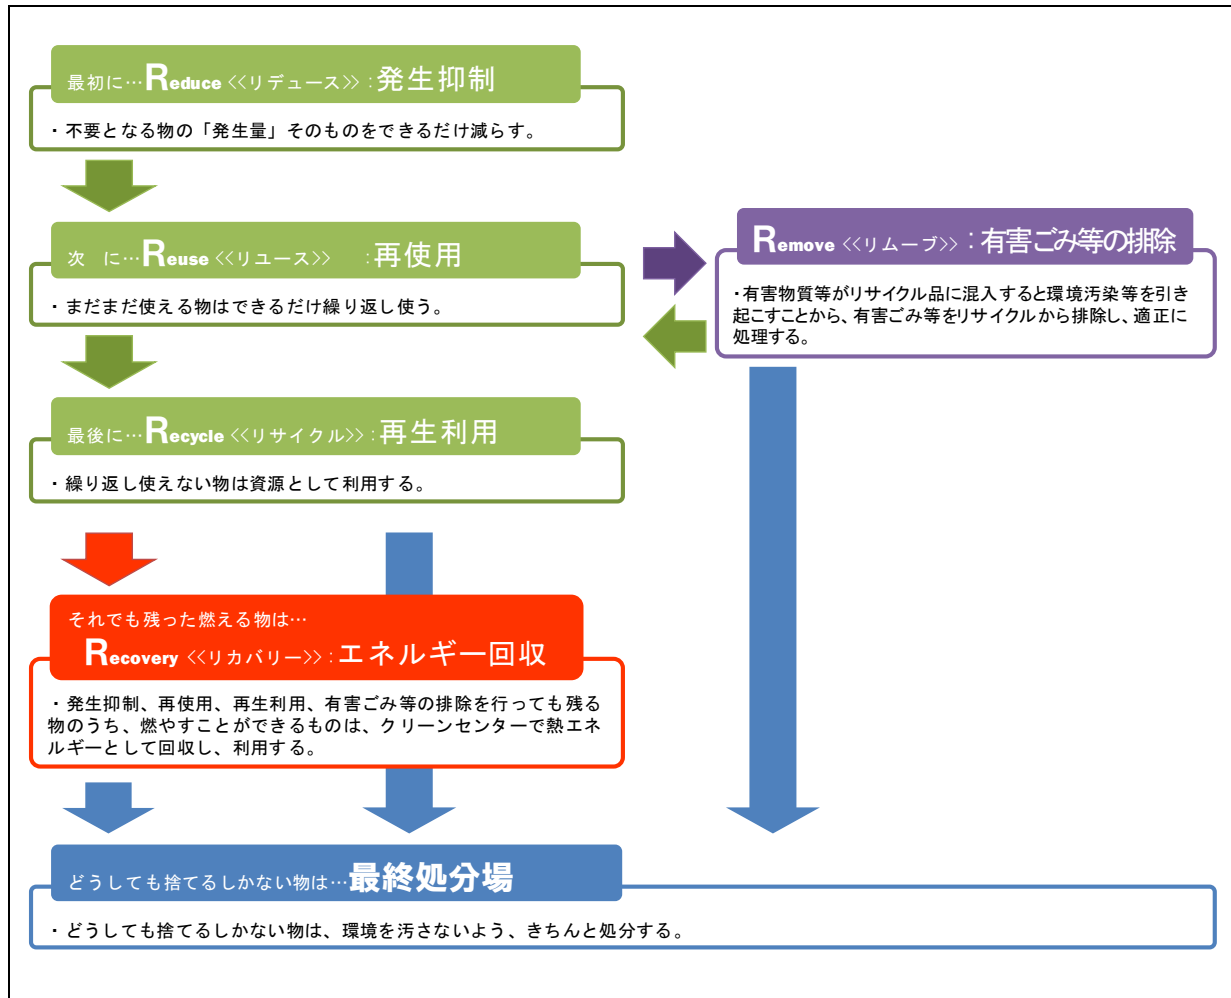 最初に…Reduce ≪リデュース≫：発生抑制
・不要となる物の「発生量」そのものをできるだけ減らす。
次　に…Reuse ≪リユース≫　：再使用
・まだまだ使える物はできるだけ繰り返し使う。
Remove ≪リムーブ≫：有害ごみ等の排除
・有害物質等がリサイクル品に混入すると環境汚染等を引き
起こすことから、有害ごみ等をリサイクルから排除し、適正に
処理する。
最後に…Recycle ≪リサイクル≫：再生利用
・繰り返し使えない物は資源として利用する。
それでも残った燃える物は…
Recovery ≪リカバリー≫：エネルギー回収
・発生抑制、再使用、再生利用、有害ごみ等の排除を行っても残る
物のうち、燃やすことができるものは、クリーンセンターで熱エネ
ルギーとして回収し、利用する。
どうしても捨てるしかない物は…最終処分場
・どうしても捨てるしかない物は、環境を汚さないよう、きちんと処分する。